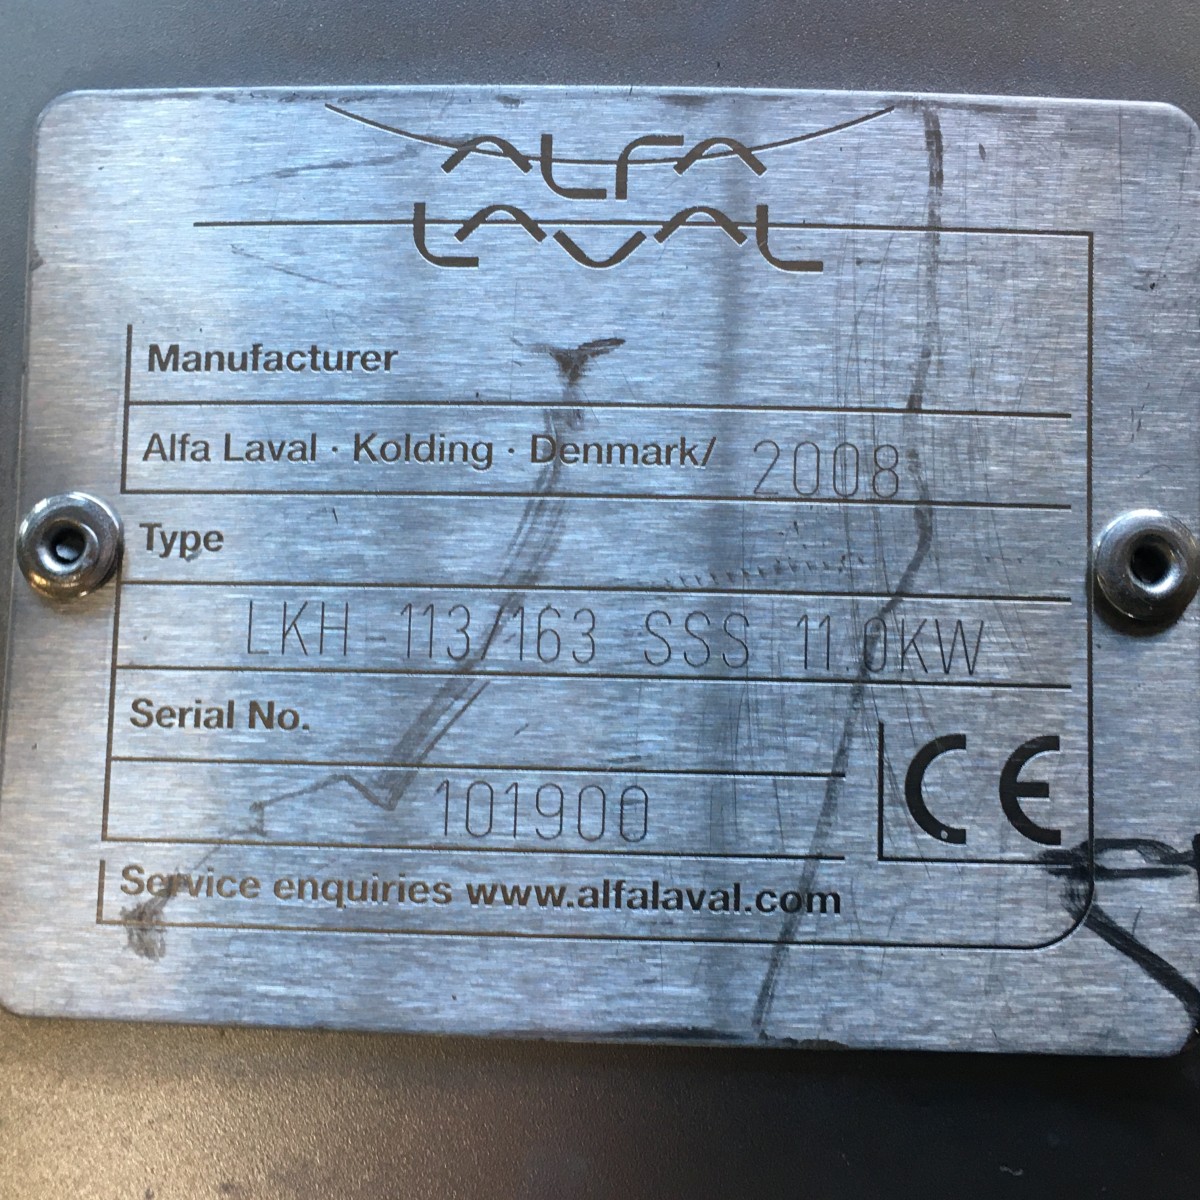 ALFA
LAVAL
Manufacturer
Alfa Laval · Kolding · Denmark/ 2008
Type
LKH 113/163 SSS 11.0KW
Serial No.
101900
CE
Service enquiries www.alfalaval.com